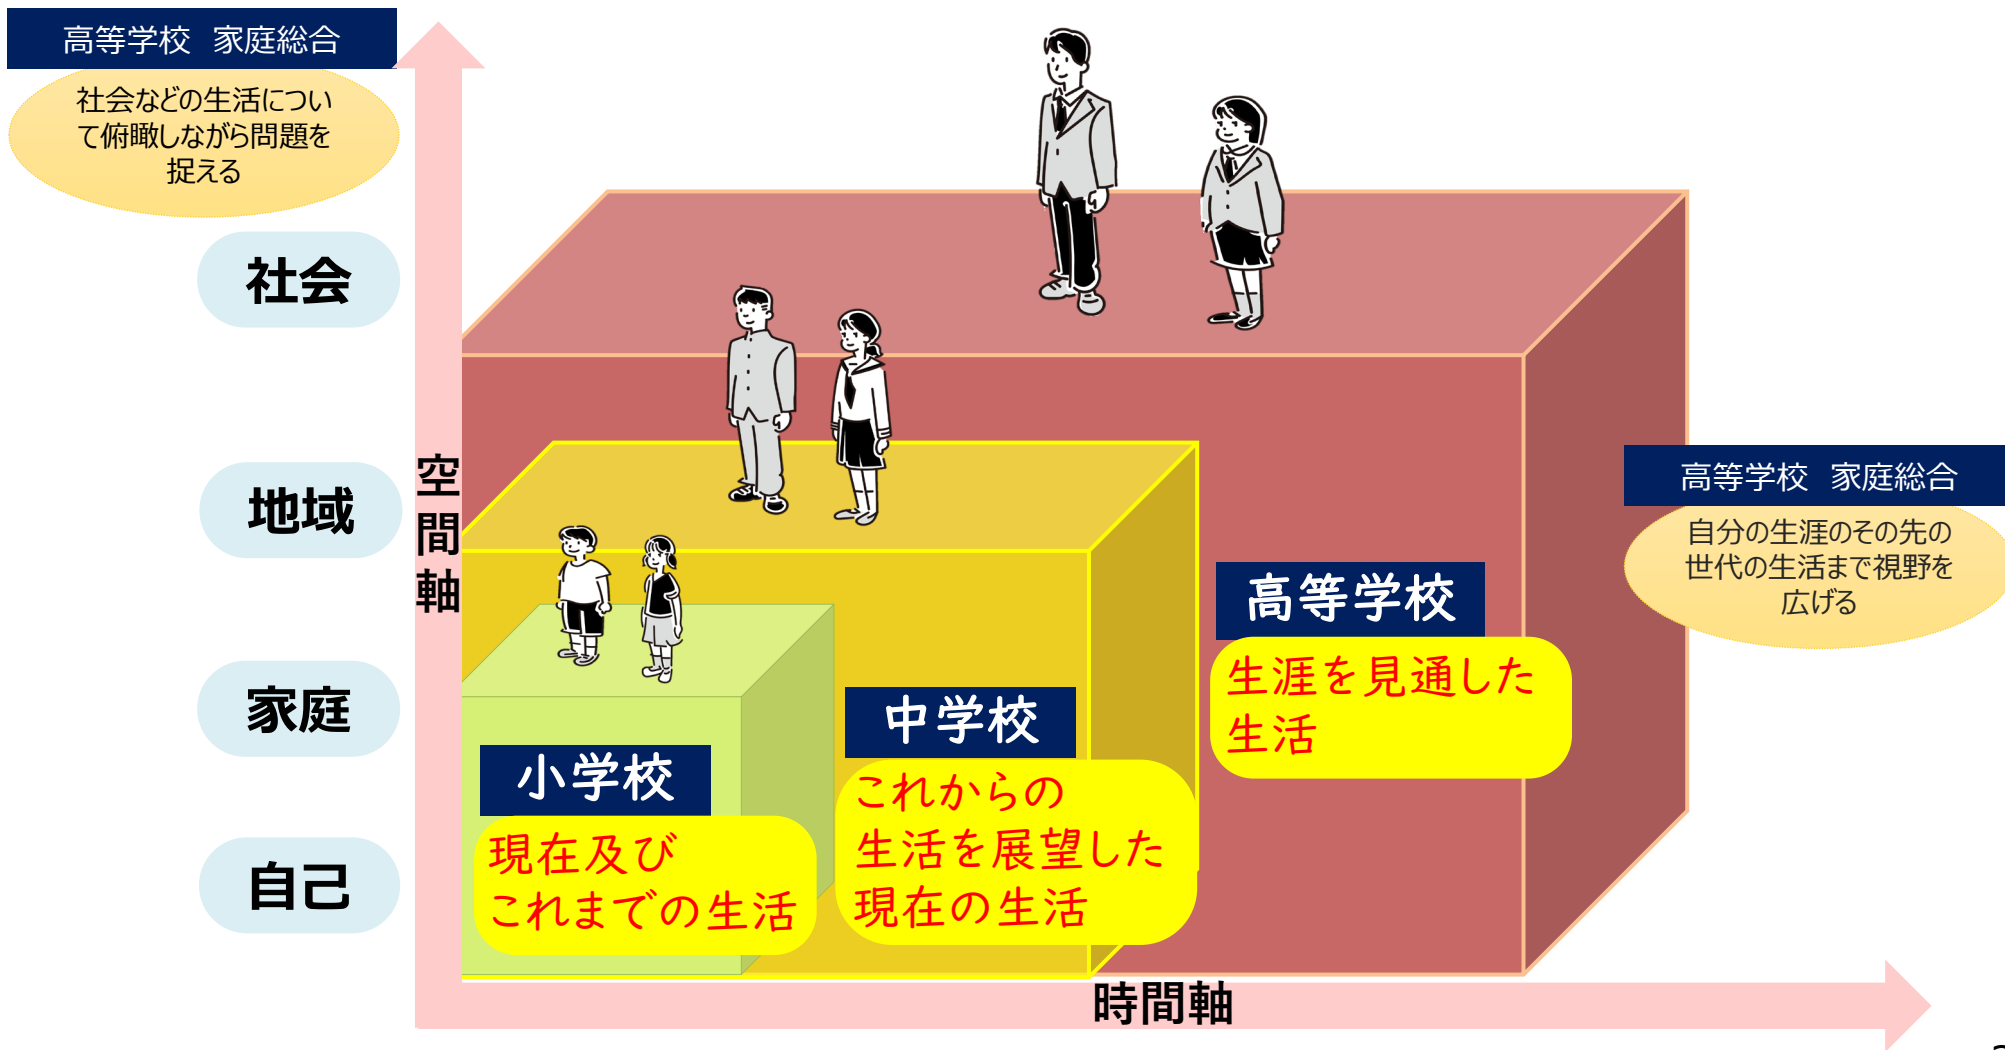 高等学校　家庭総合
社会などの生活につい
て俯瞰しながら問題を
捉える
社会
地域
家庭
自己
空間軸
高等学校　家庭総合
自分の生涯のその先の
世代の生活まで視野を
広げる
高等学校
生涯を見通した
生活
中学校
これからの
生活を展望した
現在の生活
小学校
現在及び
これまでの生活
時間軸